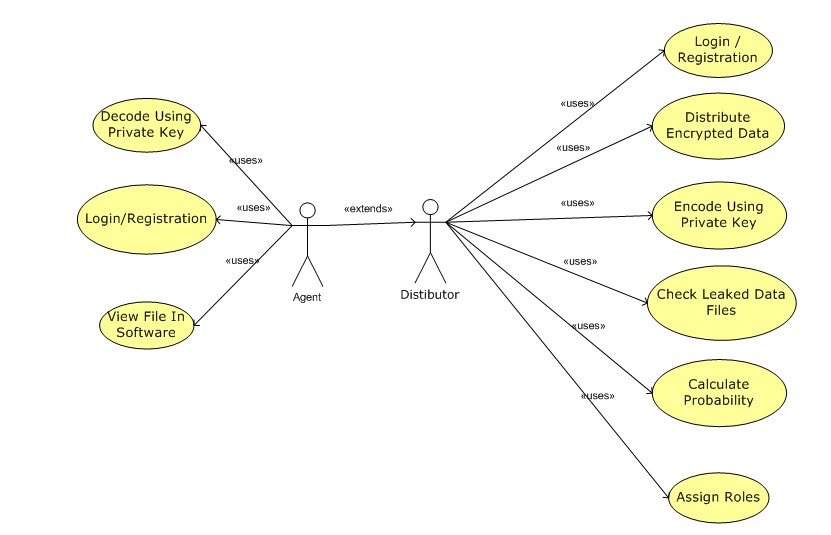 Login /
Registration
«uses»
Decode Using
Private Key
Distribute
Encrypted Data
«uses»
«uses»
Login/Registration
«uses»
«extends»
«uses»
Encode Using
Private Key
«uses»
«uses»
Agent
Distibutor
Check Leaked Data
Files
View File In
Software
«uses»
Calculate
Probability
«uses»
Assign Roles